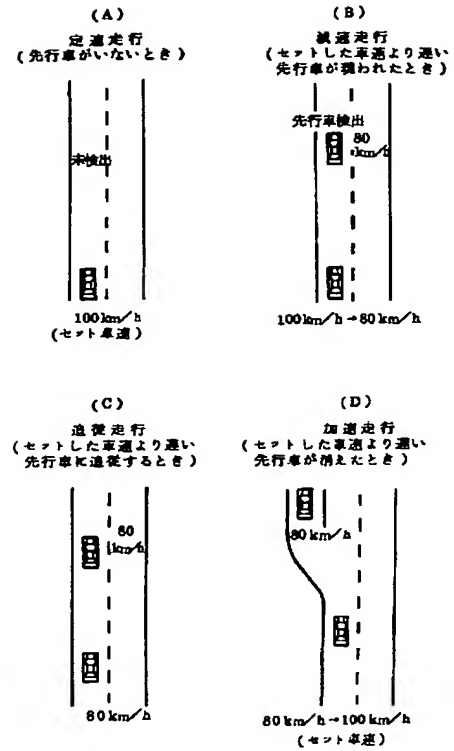 (A)
定速走行
(先行車がいないとき)
未検出
100km/h
(セット車速)
(B)
減速走行
(セットした車速より遅い
先行車が現われたとき)
先行車検出
80
km/h
100km/h→80km/h
(C)
追従走行
(セットした車速より遅い
先行車に追従するとき)
80
km/h
80km/h
(D)
加速走行
(セットした車速より遅い
先行車が消えたとき)
80km/h
80km/h→100km/h
(セット車速)